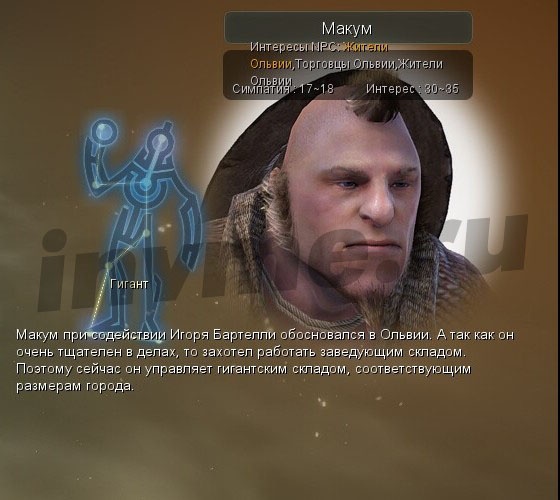 Макум
Интересы NPC: Жители
Ольвии,Торговцы Ольвии,Жители
Ольвии
Симпатия : 17~18 Интерес : 30~35
invme.ru
Гигант
Макум при содействии Игоря Бартелли обосновался в Ольвии. А так как он
очень тщателен в делах, то захотел работать заведующим складом.
Поэтому сейчас он управляет гигантским складом, соответствующим
размерам города.